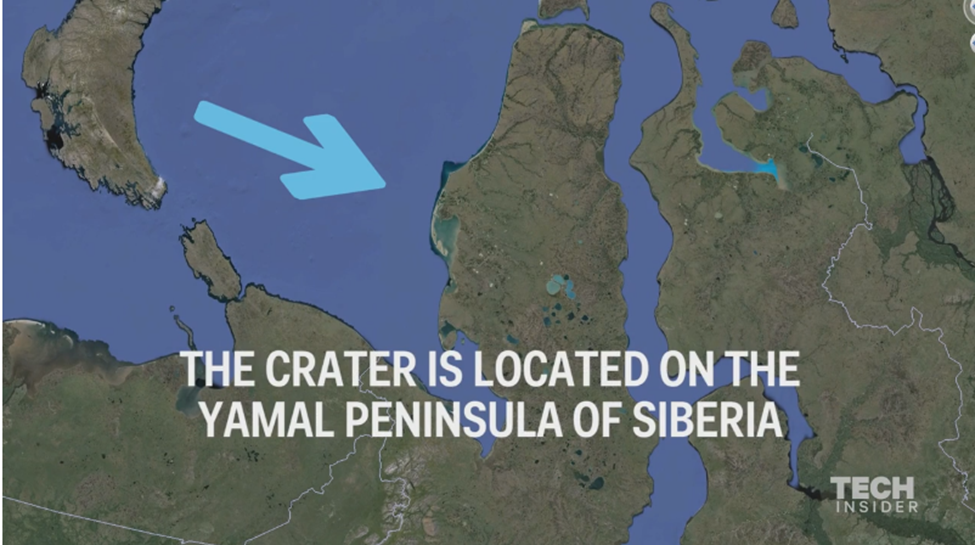 THE CRATER IS LOCATED ON THE
YAMAL PENINSULA OF SIBERIA
TECH
INSIDER